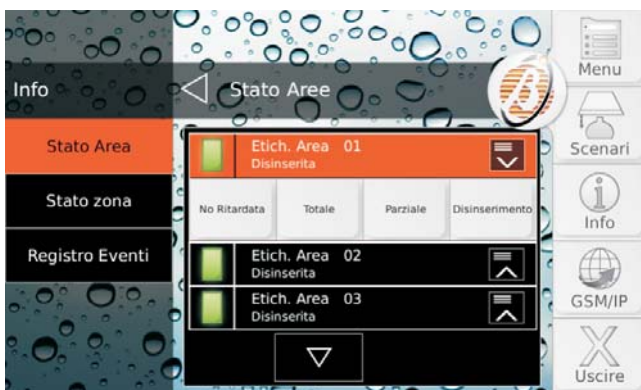 Info
Stato Aree
Stato Area
Stato zona
Registro Eventi
Etich. Area 01
Disinserita
No Ritardata
Totale
Parziale
Disinserimento
Etich. Area 02
Disinserita
Etich. Area 03
Disinserita
Menu
Scenari
Info
GSM/IP
Uscire